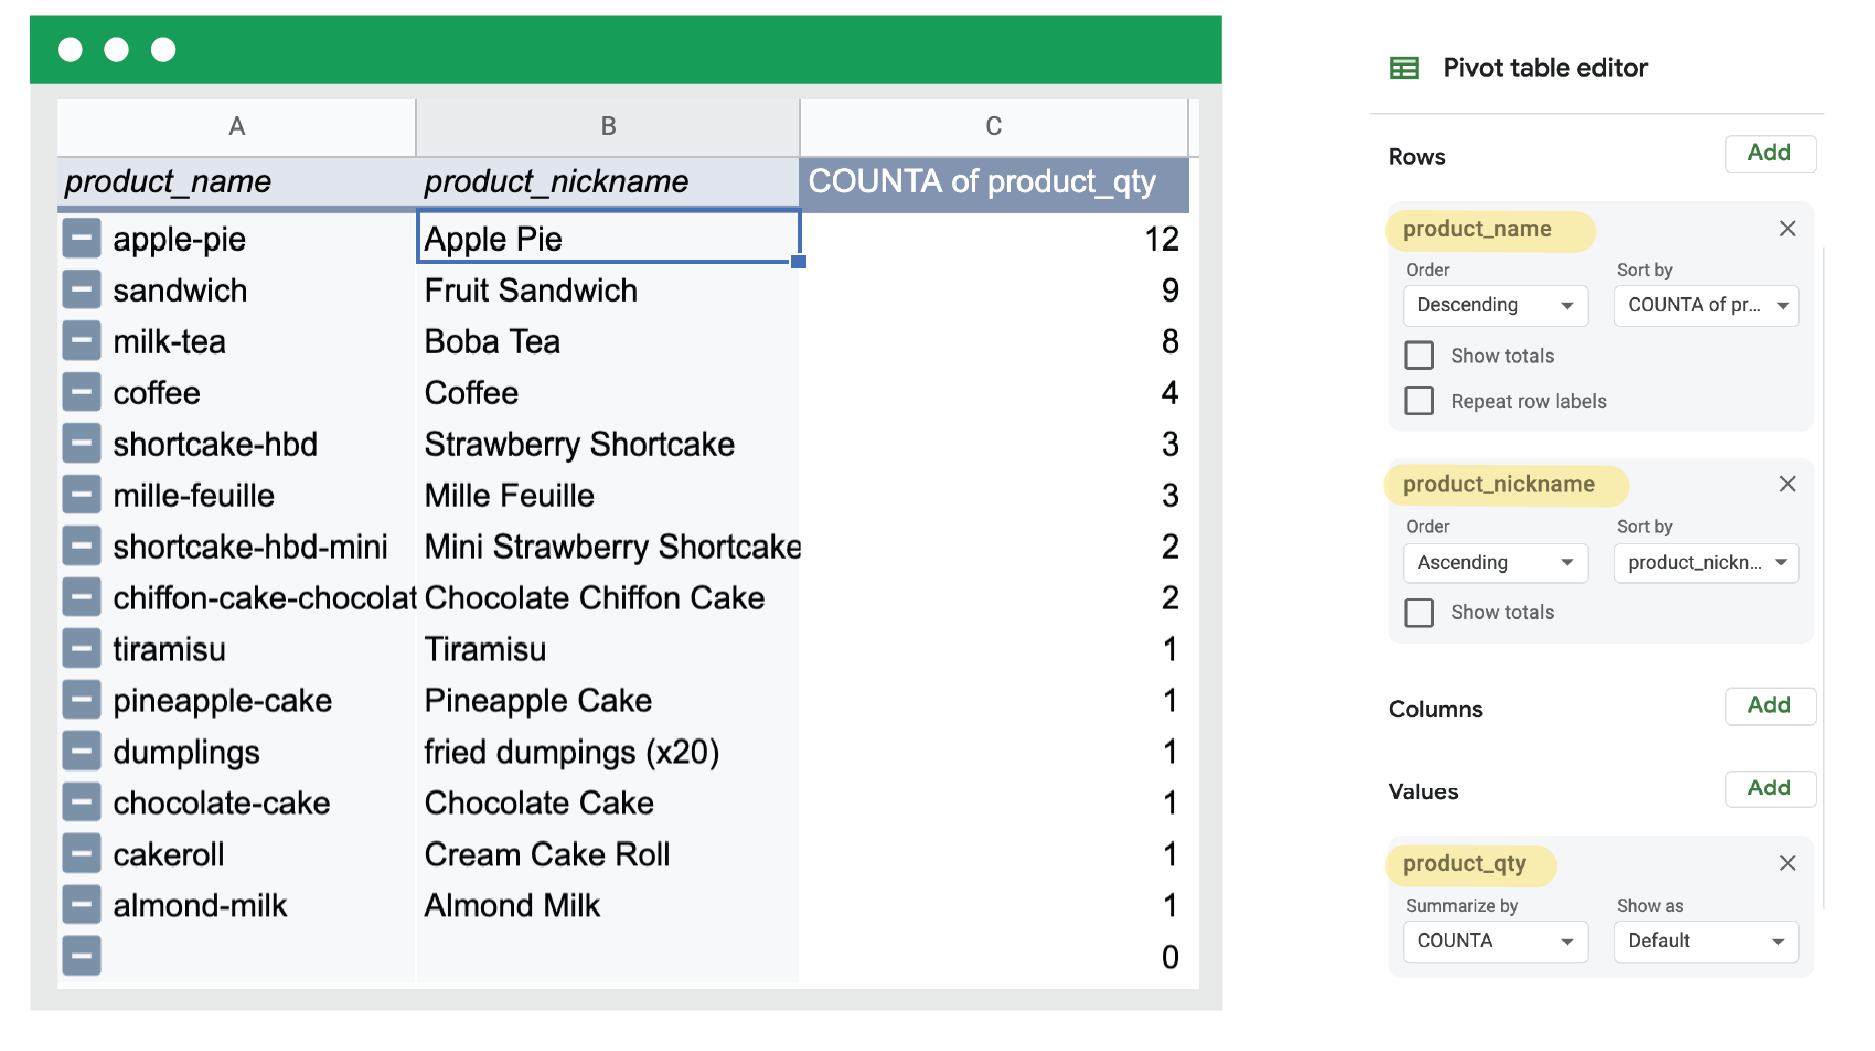 A B C
product_name product_nickname COUNTA of product_qty
apple-pie Apple Pie 12
sandwich Fruit Sandwich 9
milk-tea Boba Tea 8
coffee Coffee 4
shortcake-hbd Strawberry Shortcake 3
mille-feuille Mille Feuille 3
shortcake-hbd-mini Mini Strawberry Shortcake 2
chiffon-cake-chocolat Chocolate Chiffon Cake 2
tiramisu Tiramisu 1
pineapple-cake Pineapple Cake 1
dumplings fried dumpings (x20) 1
chocolate-cake Chocolate Cake 1
cakeroll Cream Cake Roll 1
almond-milk Almond Milk 1
0
Pivot table editor
Rows Add
product_name
Order Sort by
Descending COUNTA of pr...
Show totals
Repeat row labels
product_nickname
Order Sort by
Ascending product_nickn...
Show totals
Columns Add
Values Add
product_qty
Summarize by Show as
COUNTA Default